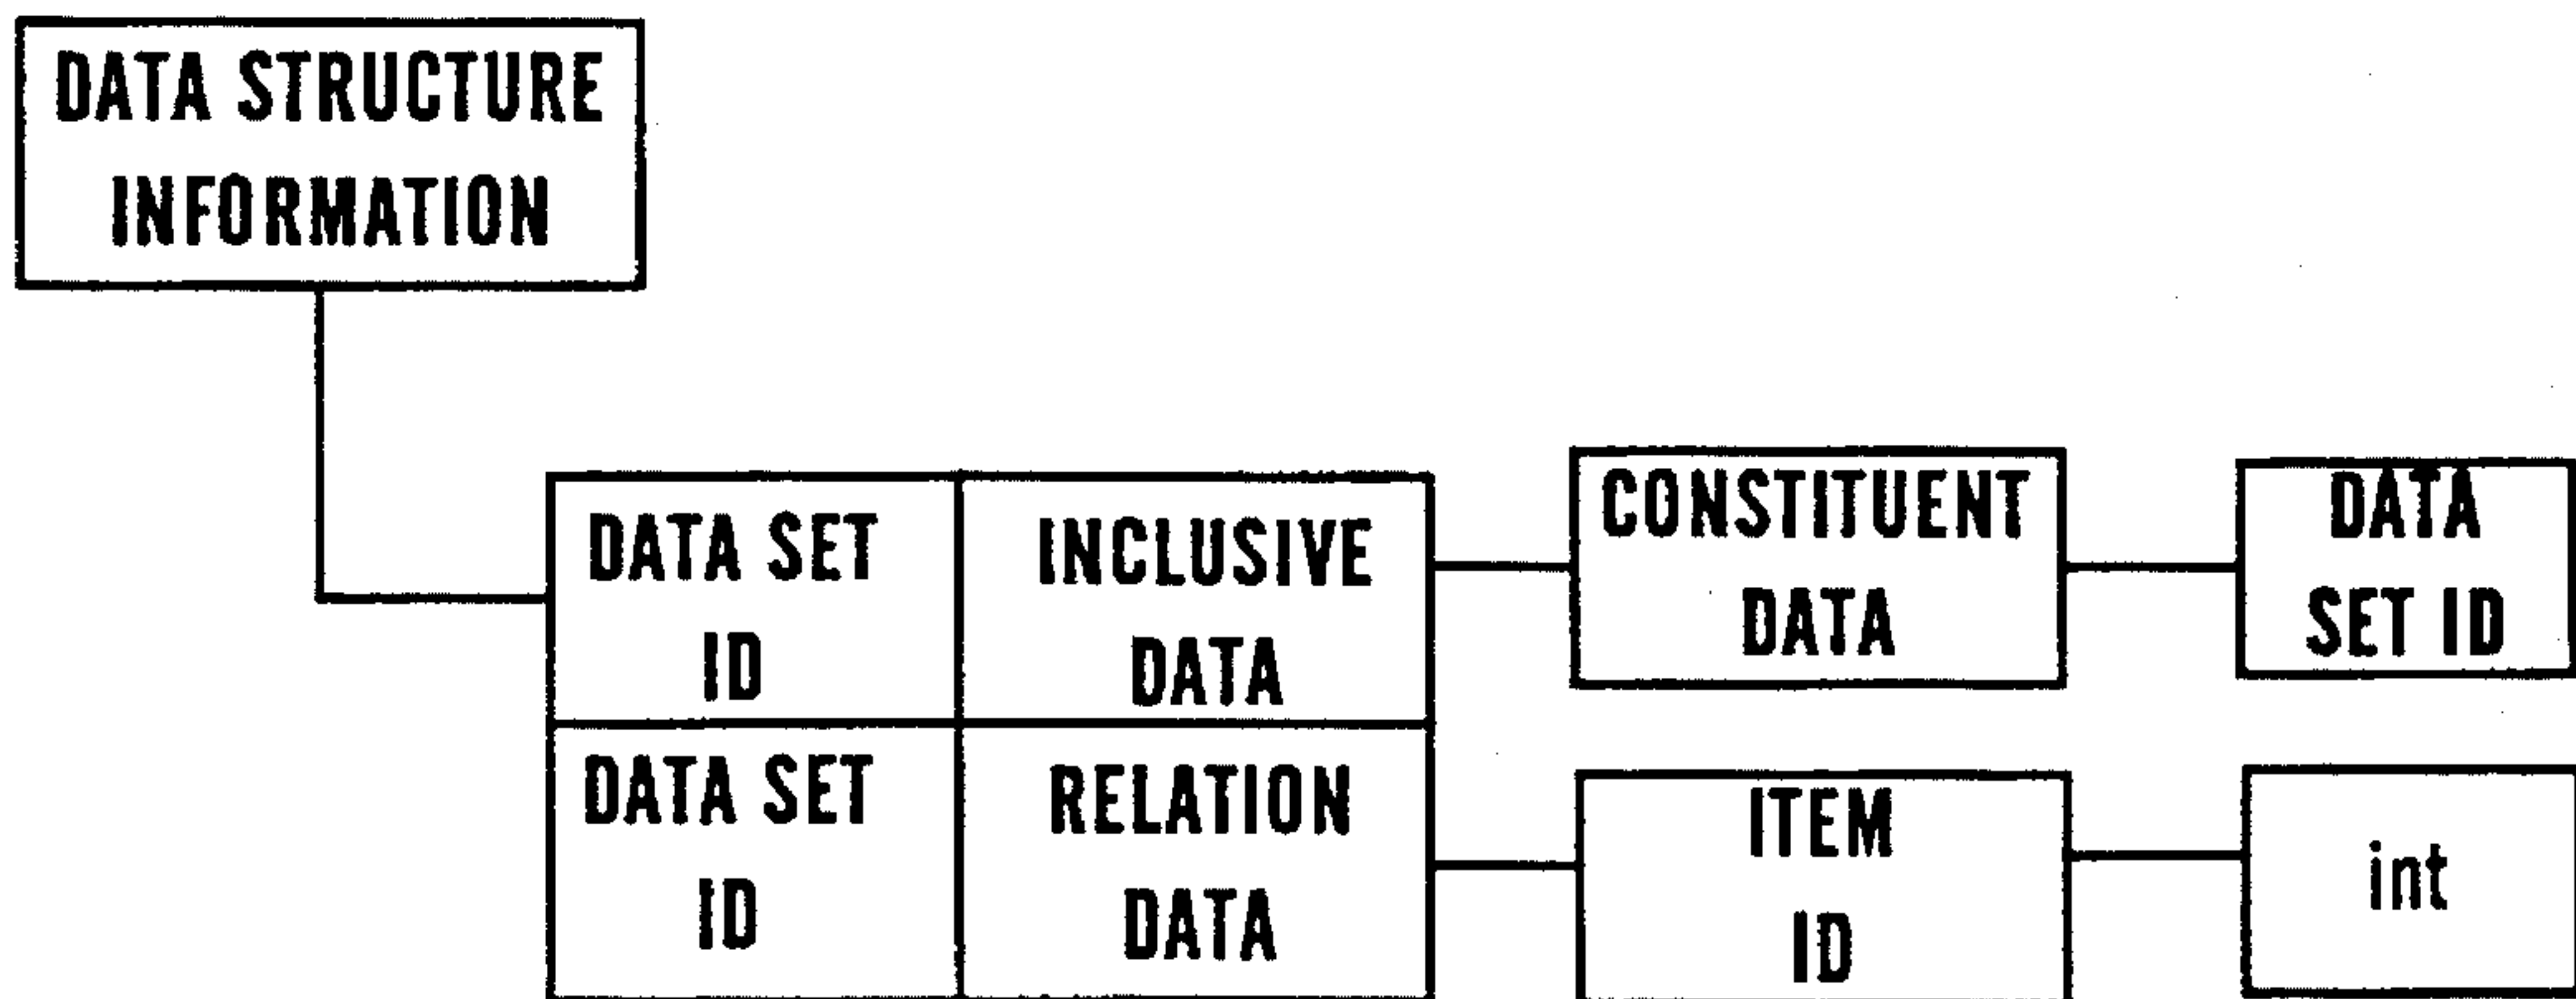 DATA STRUCTURE
INFORMATION
DATA SET
ID
INCLUSIVE
DATA
CONSTITUENT
DATA
DATA
SET ID
DATA SET
ID
RELATION
DATA
ITEM
ID
int